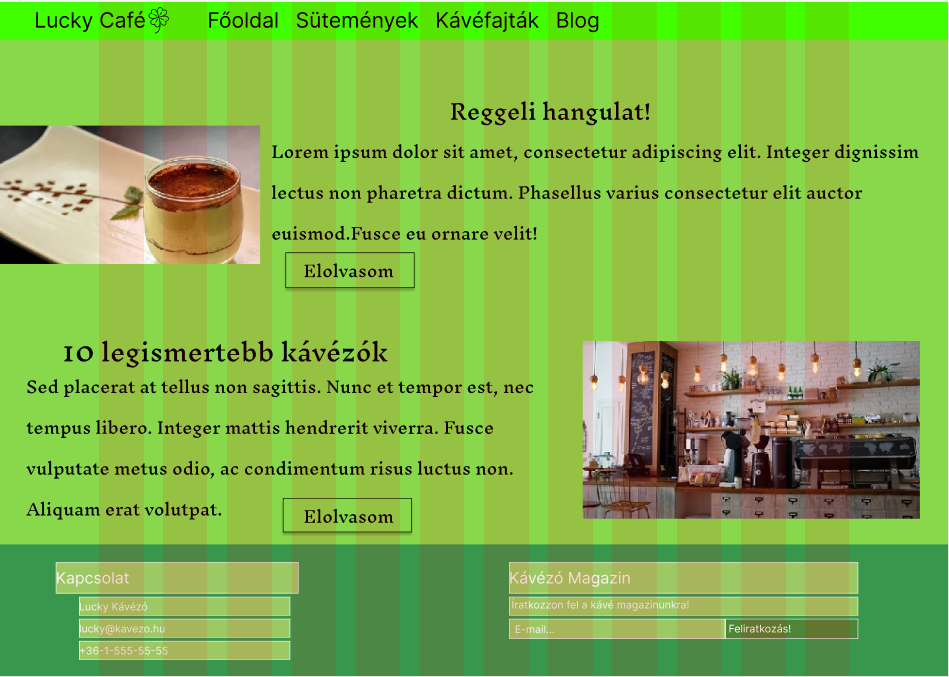 Lucky Café Főoldal Sütemények Kávéfajták Blog
Reggeli hangulat!
Lorem ipsum dolor sit amet, consectetur adipiscing elit. Integer dignissim
lectus non pharetra dictum. Phasellus varius consectetur elit auctor
euismod.Fusce eu ornare velit!
Elolvasom
10 legismertebb kávézók
Sed placerat at tellus non sagittis. Nunc et tempor est, nec
tempus libero. Integer mattis hendrerit viverra. Fusce
vulputate metus odio, ac condimentum risus luctus non.
Aliquam erat volutpat.
Elolvasom
Kapcsolat
Lucky Kávézó
lucky@kavezo.hu
+36-1-555-55-55
Kávézó Magazin
Íratkozzon fel a kávé magazinunkra!
E-mail...
Feliratkozás!